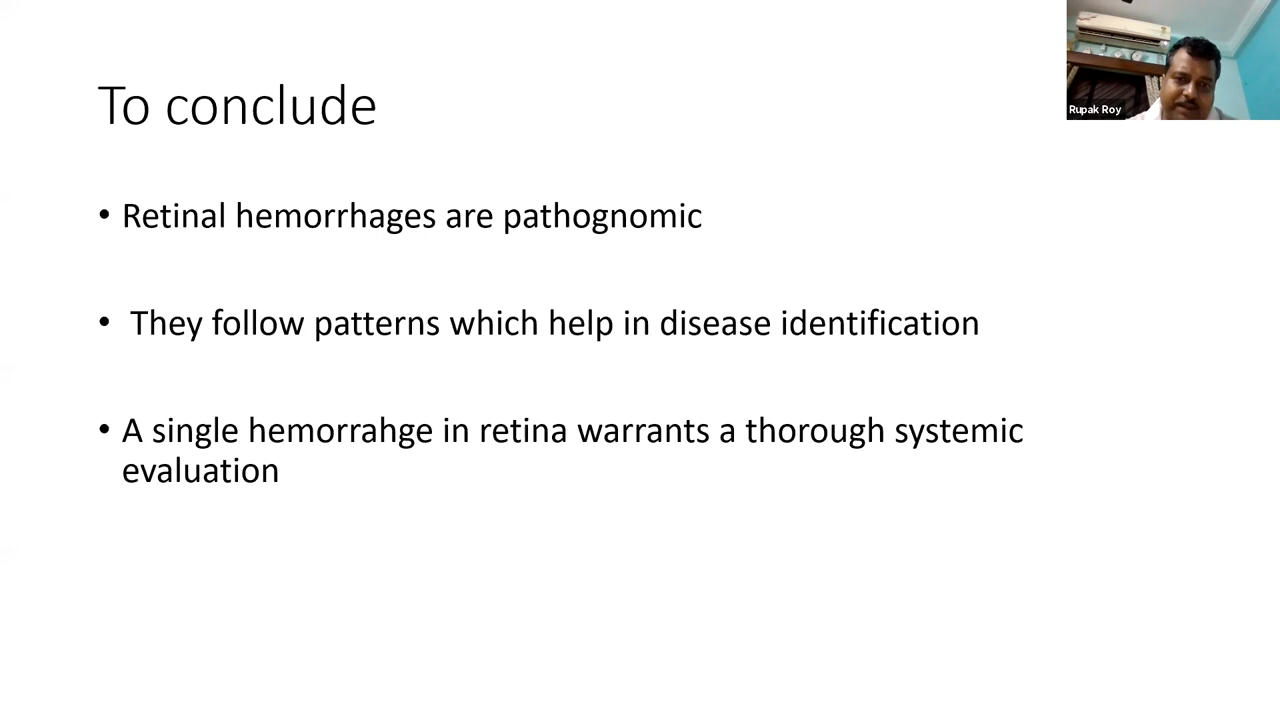 To conclude
Rupak Roy
• Retinal hemorrhages are pathognomic
• They follow patterns which help in disease identification
• A single hemorrahge in retina warrants a thorough systemic
evaluation